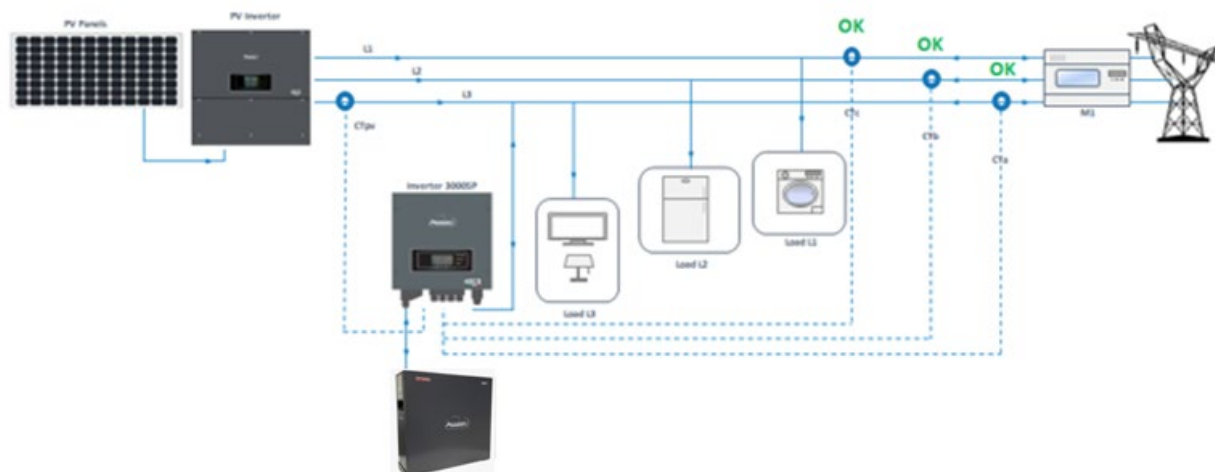 PV Panels
PV Inverter
OK
OK
OK
L1
L2
L3
CTpv
CTc
CTb
CTa
M1
Inverter 3000SP
Load L1
Load L2
Load L3